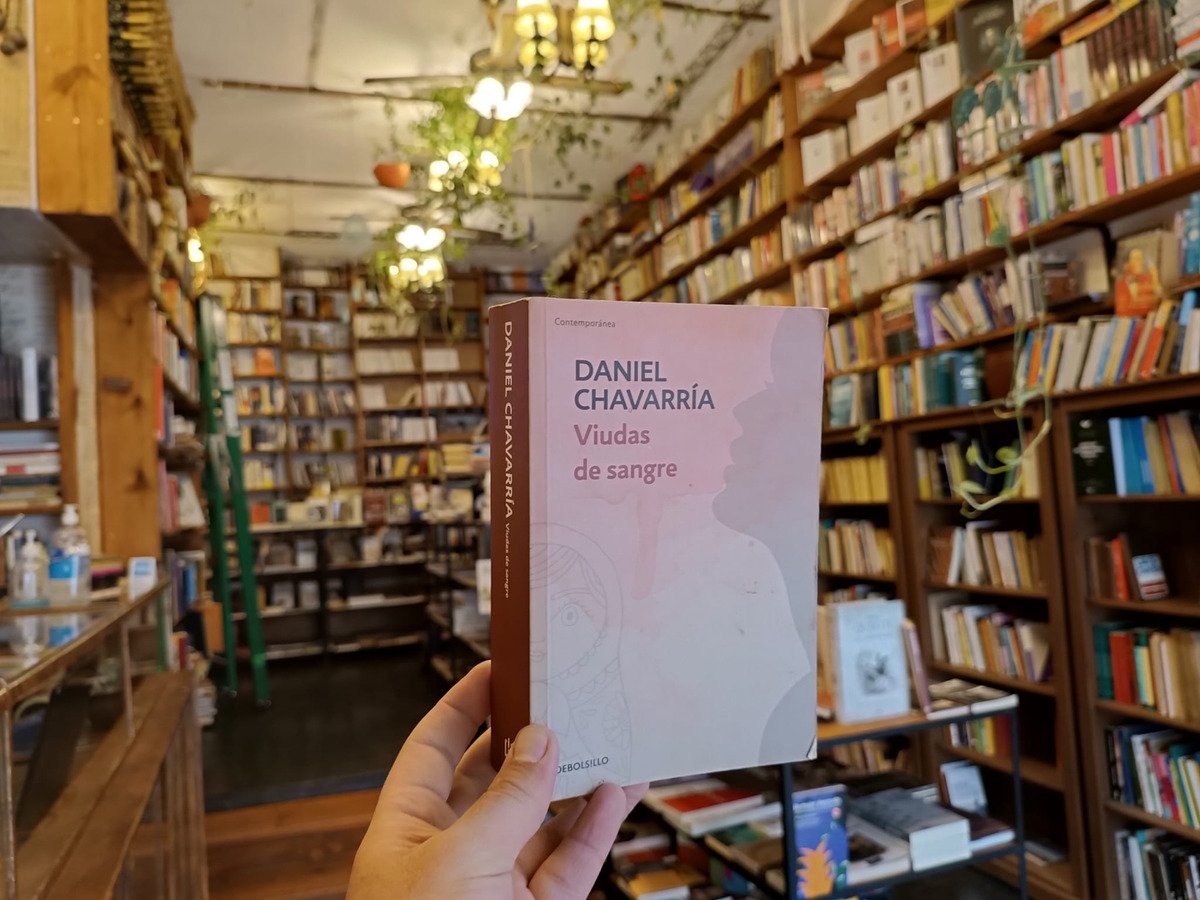 Contemporánea
DANIEL
CHAVARRÍA
Viudas
de sangre
DEBOLSILLO
DANIEL CHAVARRÍA Viudas de sangre